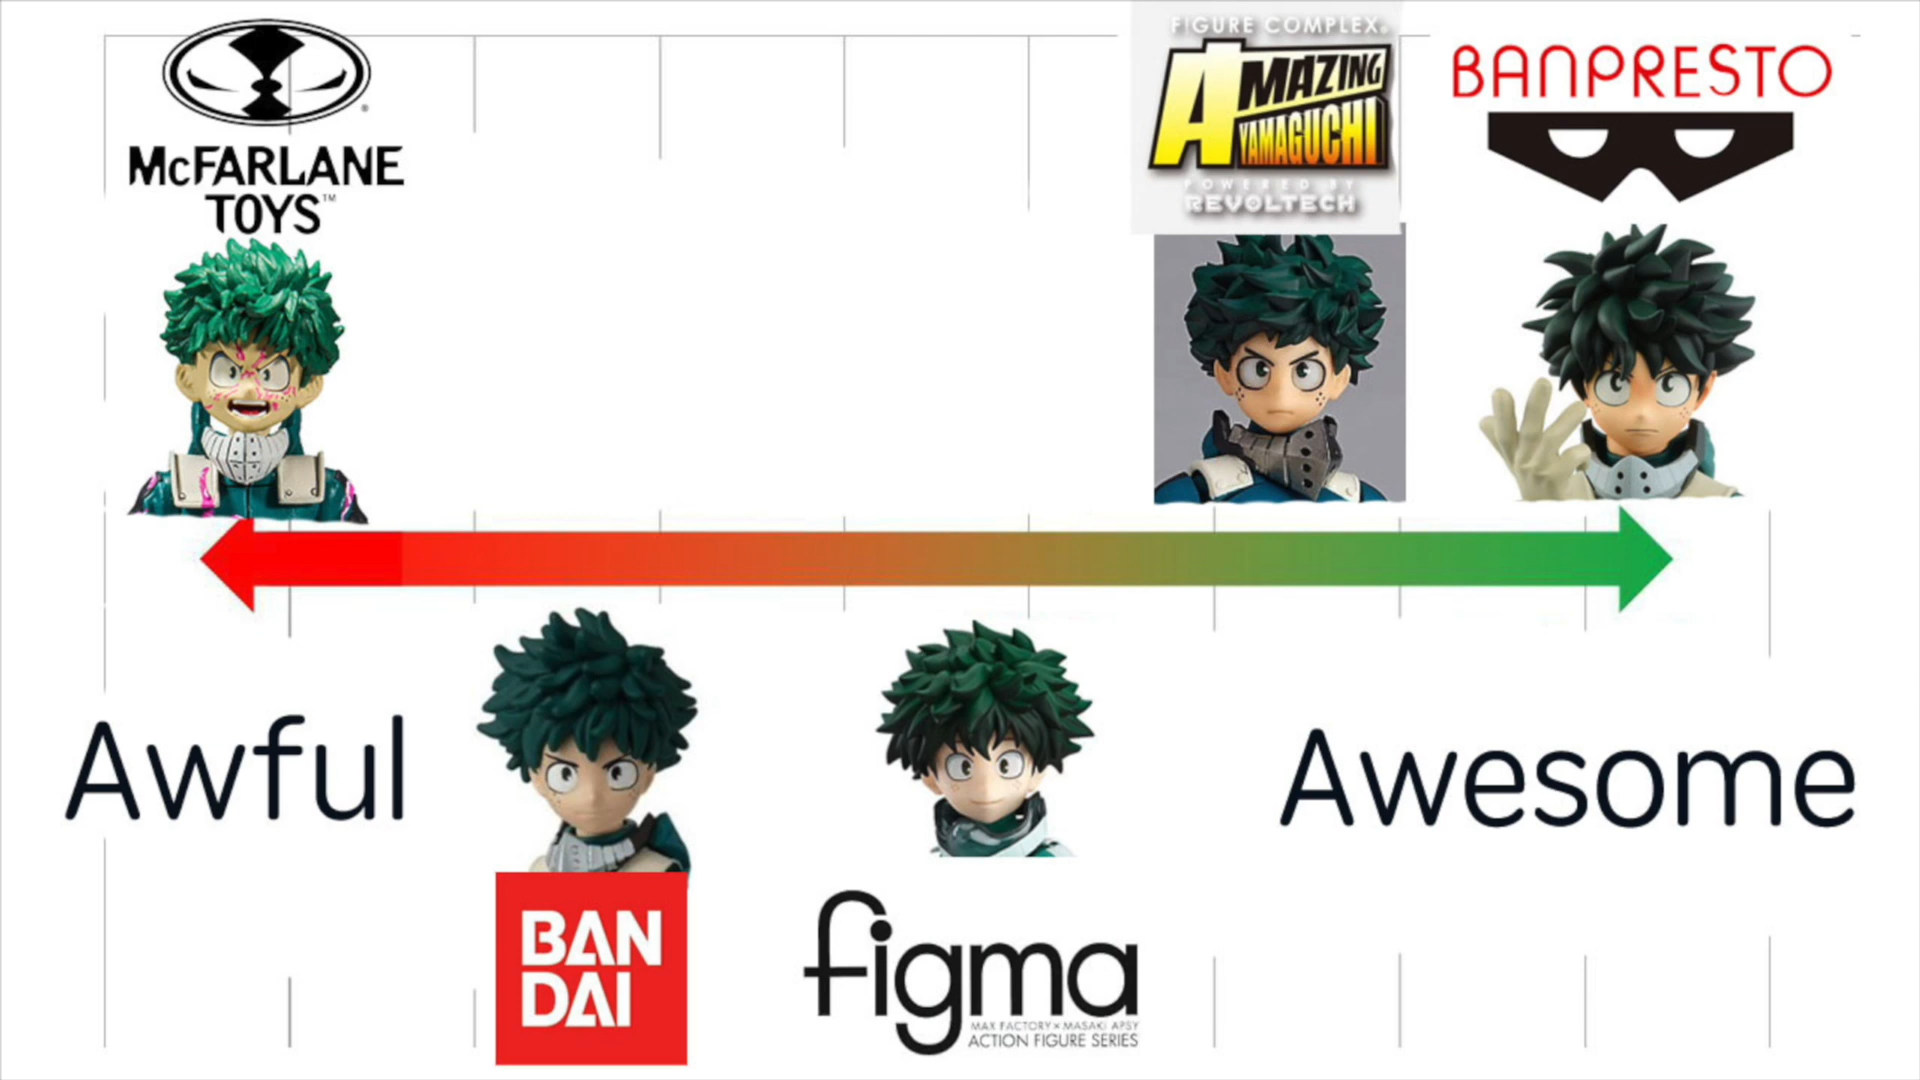 McFARLANE
TOYS™
FIGURE COMPLEX®
AMAZING
YAMAGUCHI
POWERED BY
REVOLTECH
BANPRESTO
Awful
Awesome
BAN
DAI
figma
MAX FACTORY × MASAKI APSY
ACTION FIGURE SERIES